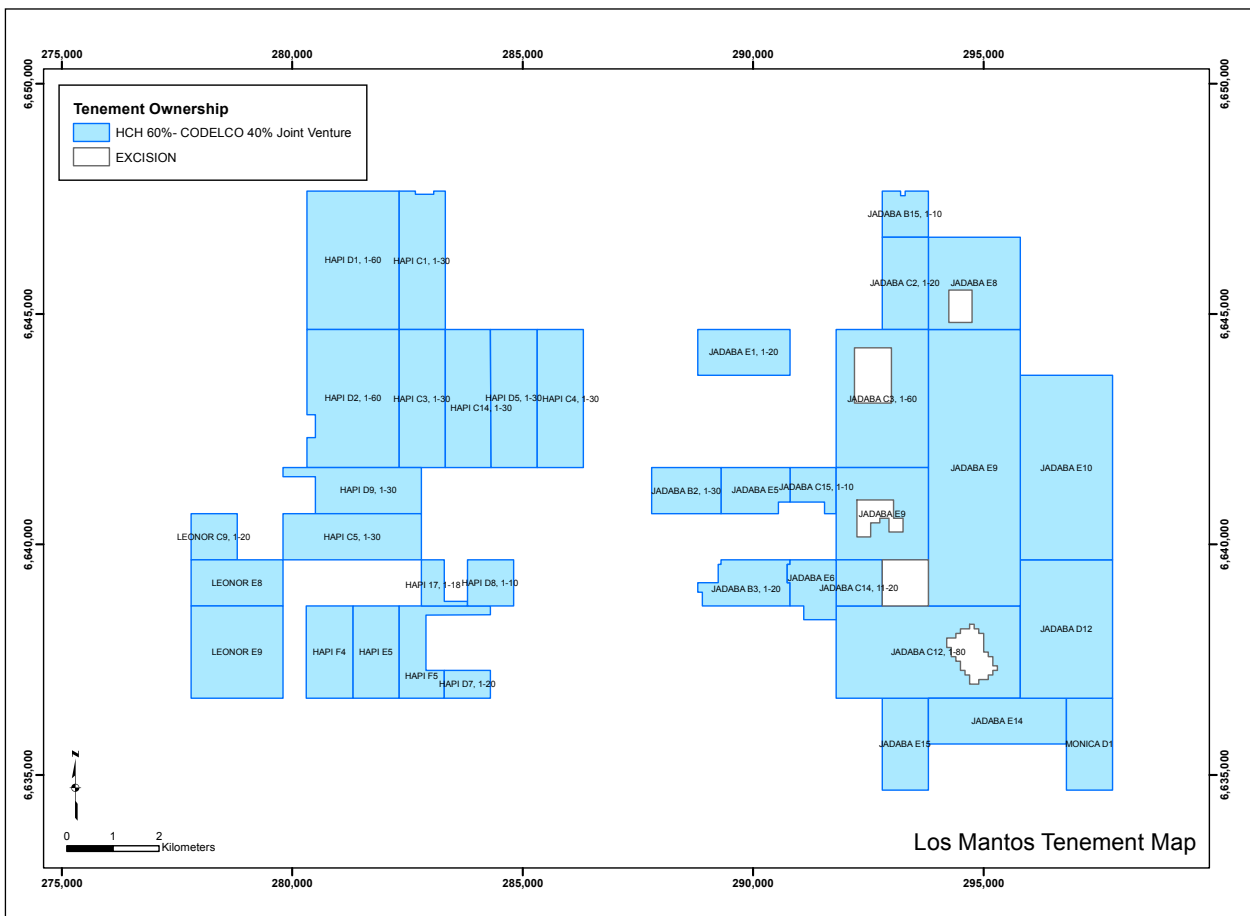 275,000
280,000
285,000
290,000
295,000
6,650,000
6,650,000
Tenement Ownership
HCH 60%- CODELCO 40% Joint Venture
EXCISION
JADABA B15, 1-10
HAPI D1, 1-60
HAPI C1, 1-30
JADABA C2, 1-20
JADABA E8
6,645,000
6,645,000
JADABA E1, 1-20
HAPI D2, 1-60
HAPI C3, 1-30
HAPI C14, 1-30
HAPI D5, 1-30
HAPI C4, 1-30
JADABA C3, 1-60
JADABA E9
JADABA E10
HAPI D9, 1-30
JADABA B2, 1-30
JADABA E5
JADABA C15, 1-10
JADABA E9
6,640,000
6,640,000
LEONOR C9, 1-20
HAPI C5, 1-30
LEONOR E8
HAPI 17, 1-18
HAPI D8, 1-10
JADABA B3, 1-20
JADABA E6
JADABA C14, 11-20
LEONOR E9
HAPI F4
HAPI E5
HAPI F5
HAPI D7, 1-20
JADABA C12, 1-80
JADABA D12
JADABA E14
JADABA E15
MONICA D1
6,635,000
6,635,000
N
0 1 2
Kilometers
Los Mantos Tenement Map
275,000
280,000
285,000
290,000
295,000